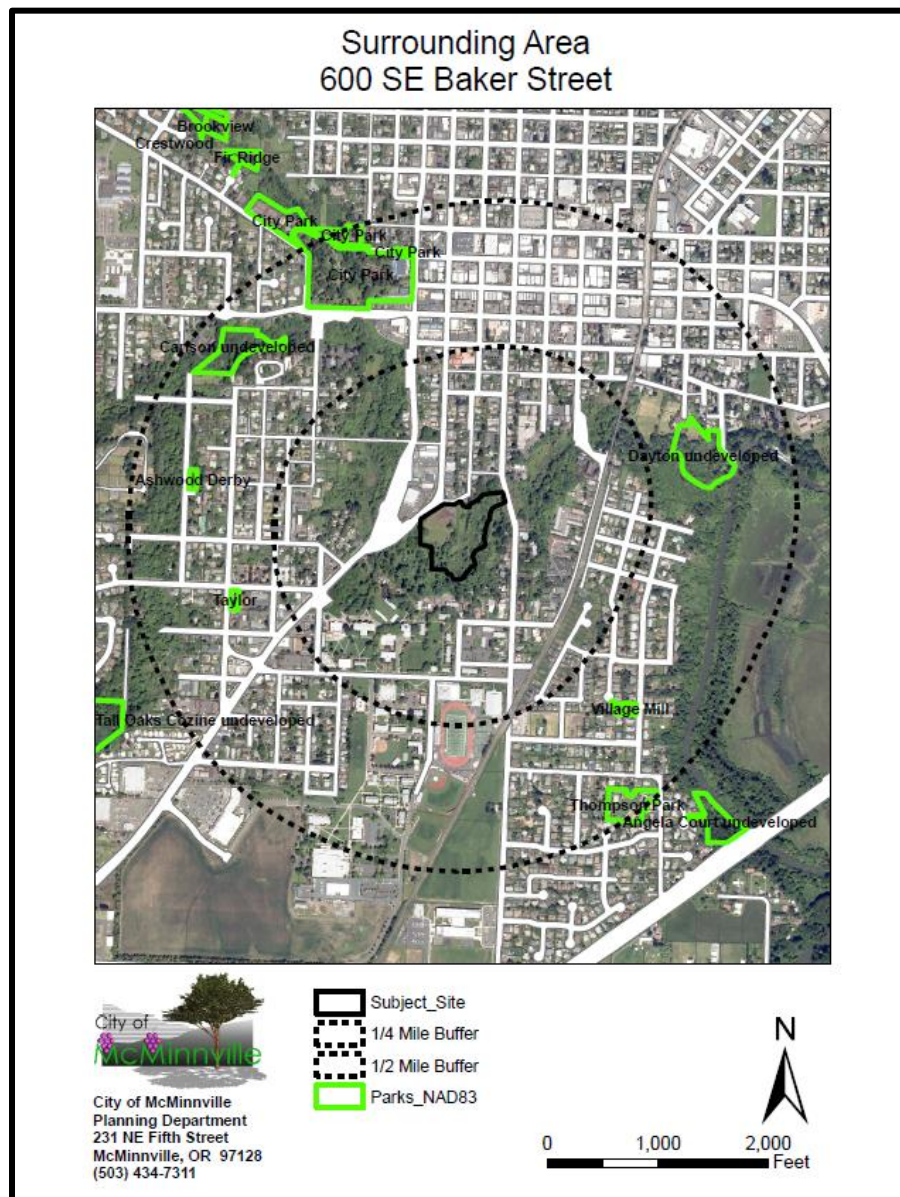 Surrounding Area
600 SE Baker Street
Brookview
Crestwood
Fir Ridge
City Park
City Park
City Park
City Park
Carlson undeveloped
Dayton undeveloped
Ashwood Derby
Taylor
Village Mill
Tall Oaks Cozine undeveloped
Thompson Park
Angela Court undeveloped
City of
McMinnville
City of McMinnville
Planning Department
231 NE Fifth Street
McMinnville, OR 97128
(503) 434-7311
Subject_Site
1/4 Mile Buffer
1/2 Mile Buffer
Parks_NAD83
N
0 1,000 2,000
Feet